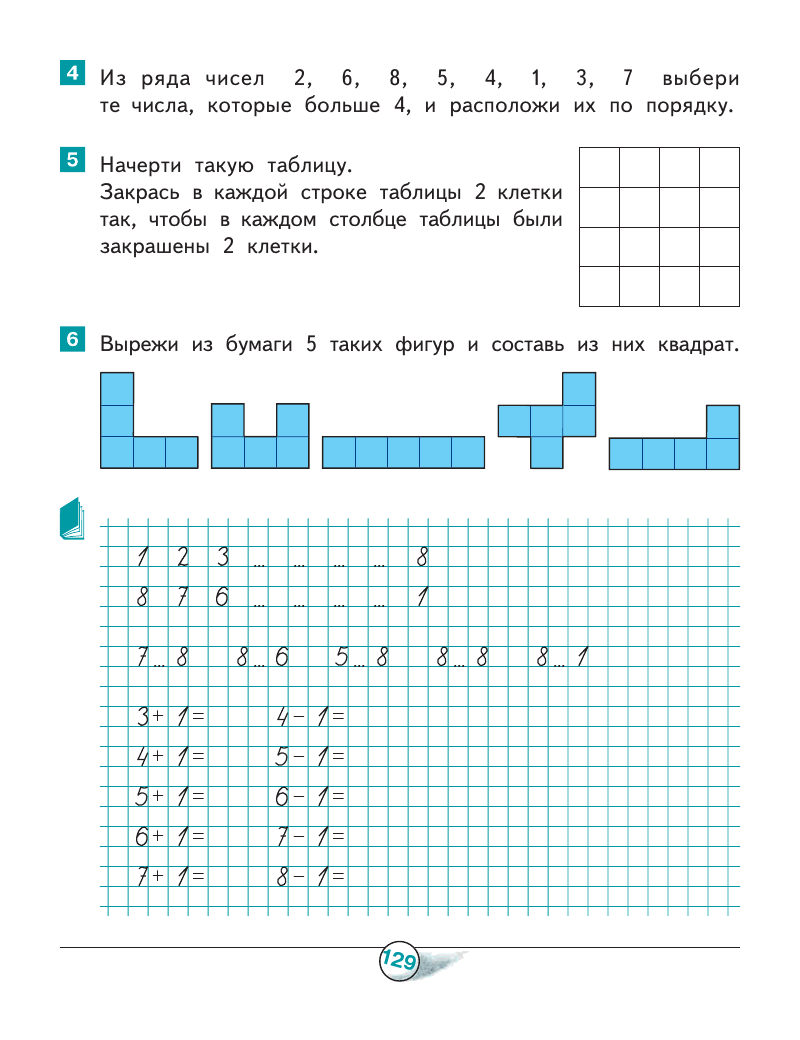 4 Из ряда чисел 2, 6, 8, 5, 4, 1, 3, 7 выбери
те числа, которые больше 4, и расположи их по порядку.
5 Начерти такую таблицу.
Закрась в каждой строке таблицы 2 клетки
так, чтобы в каждом столбце таблицы были
закрашены 2 клетки.
6 Вырежи из бумаги 5 таких фигур и составь из них квадрат.
1 2 3 ... ... ... ... 8
8 7 6 ... ... ... ... 1
7 ... 8 8 ... 6 5 ... 8 8 ... 8 8 ... 1
3 + 1 = 4 - 1 =
4 + 1 = 5 - 1 =
5 + 1 = 6 - 1 =
6 + 1 = 7 - 1 =
7 + 1 = 8 - 1 =
129